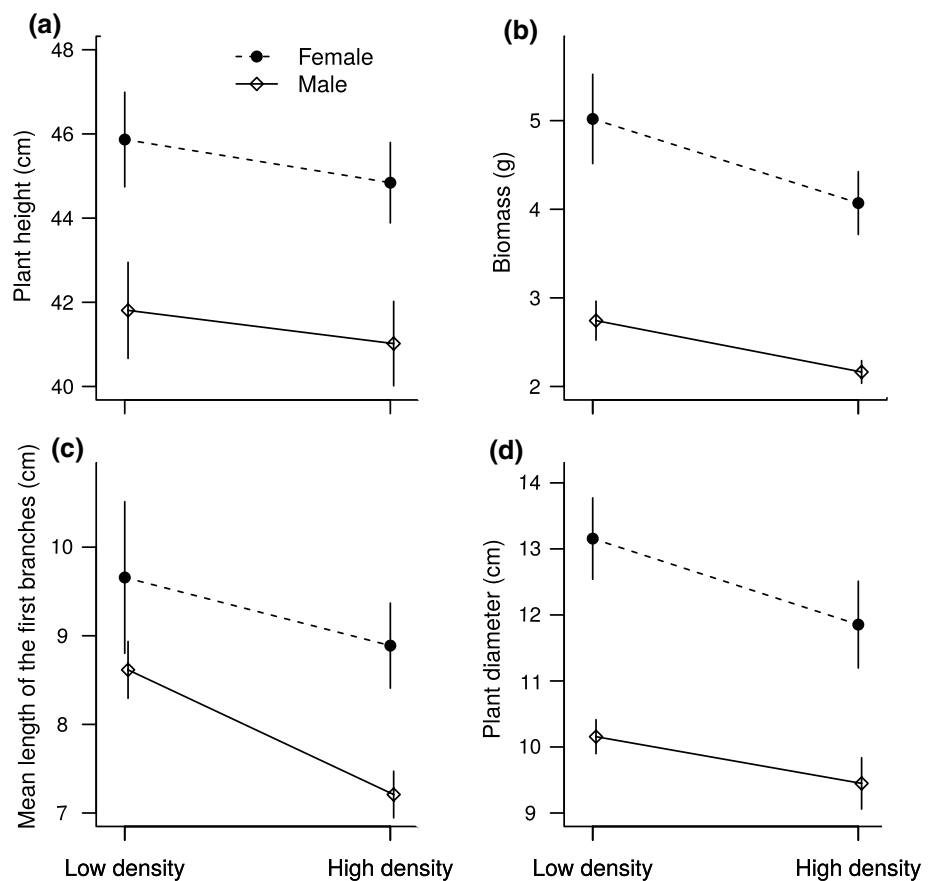 (a)
Plant height (cm)
48
46
44
42
40
Female
Male
(b)
Biomass (g)
5
4
3
2
(c)
Mean length of the first branches (cm)
10
9
8
7
Low density
High density
(d)
Plant diameter (cm)
14
13
12
11
10
9
Low density
High density